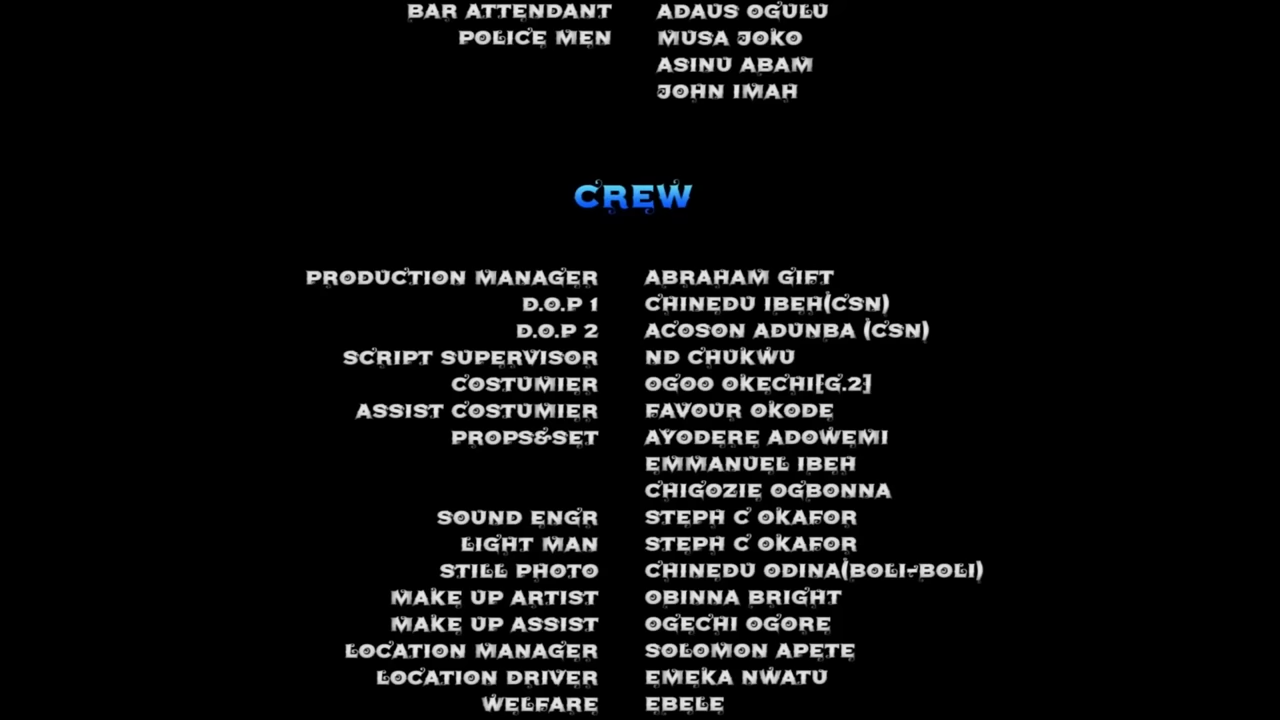 BAR ATTENDANT ADAUS OGULU
POLICE MEN MUSA JOKO
ASINU ABAM
JOHN IMAH
CREW
PRODUCTION MANAGER ABRAHAM GIFT
D.O.P 1 CHINEDU IBEH(CSN)
D.O.P 2 ACOSON ADUNBA (CSN)
SCRIPT SUPERVISOR ND CHUKWU
COSTUMIER OGOO OKECHI[G.2]
ASSIST COSTUMIER FAVOUR OKODE
PROPS&SET AYODERE ADOWEMI
EMMANUEL IBEH
CHIGOZIE OGBONNA
SOUND ENGR STEPH C OKAFOR
LIGHT MAN STEPH C OKAFOR
STILL PHOTO CHINEDU ODINA(BOLI-BOLI)
MAKE UP ARTIST OBINNA BRIGHT
MAKE UP ASSIST OGECHI OGORE
LOCATION MANAGER SOLOMON APETE
LOCATION DRIVER EMEKA NWATU
WELFARE EBELE